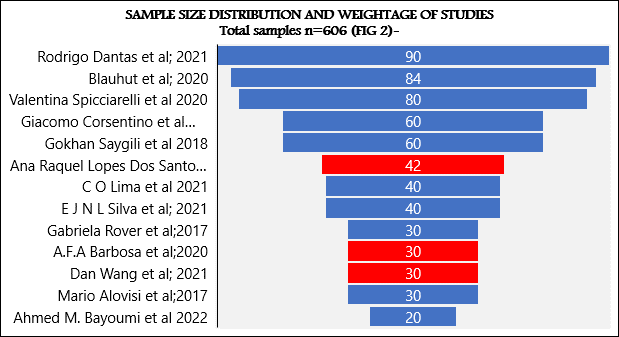 SAMPLE SIZE DISTRIBUTION AND WEIGHTAGE OF STUDIES
Total samples n=606 (FIG 2)-
Rodrigo Dantas et al; 2021 90
Blauhut et al; 2020 84
Valentina Spicciarelli et al 2020 80
Giacomo Corsentino et al... 60
Gokhan Saygili et al 2018 60
Ana Raquel Lopes Dos Santo... 42
C O Lima et al 2021 40
E J N L Silva et al; 2021 40
Gabriela Rover et al;2017 30
A.F.A Barbosa et al;2020 30
Dan Wang et al; 2021 30
Mario Alovisi et al;2017 30
Ahmed M. Bayoumi et al 2022 20